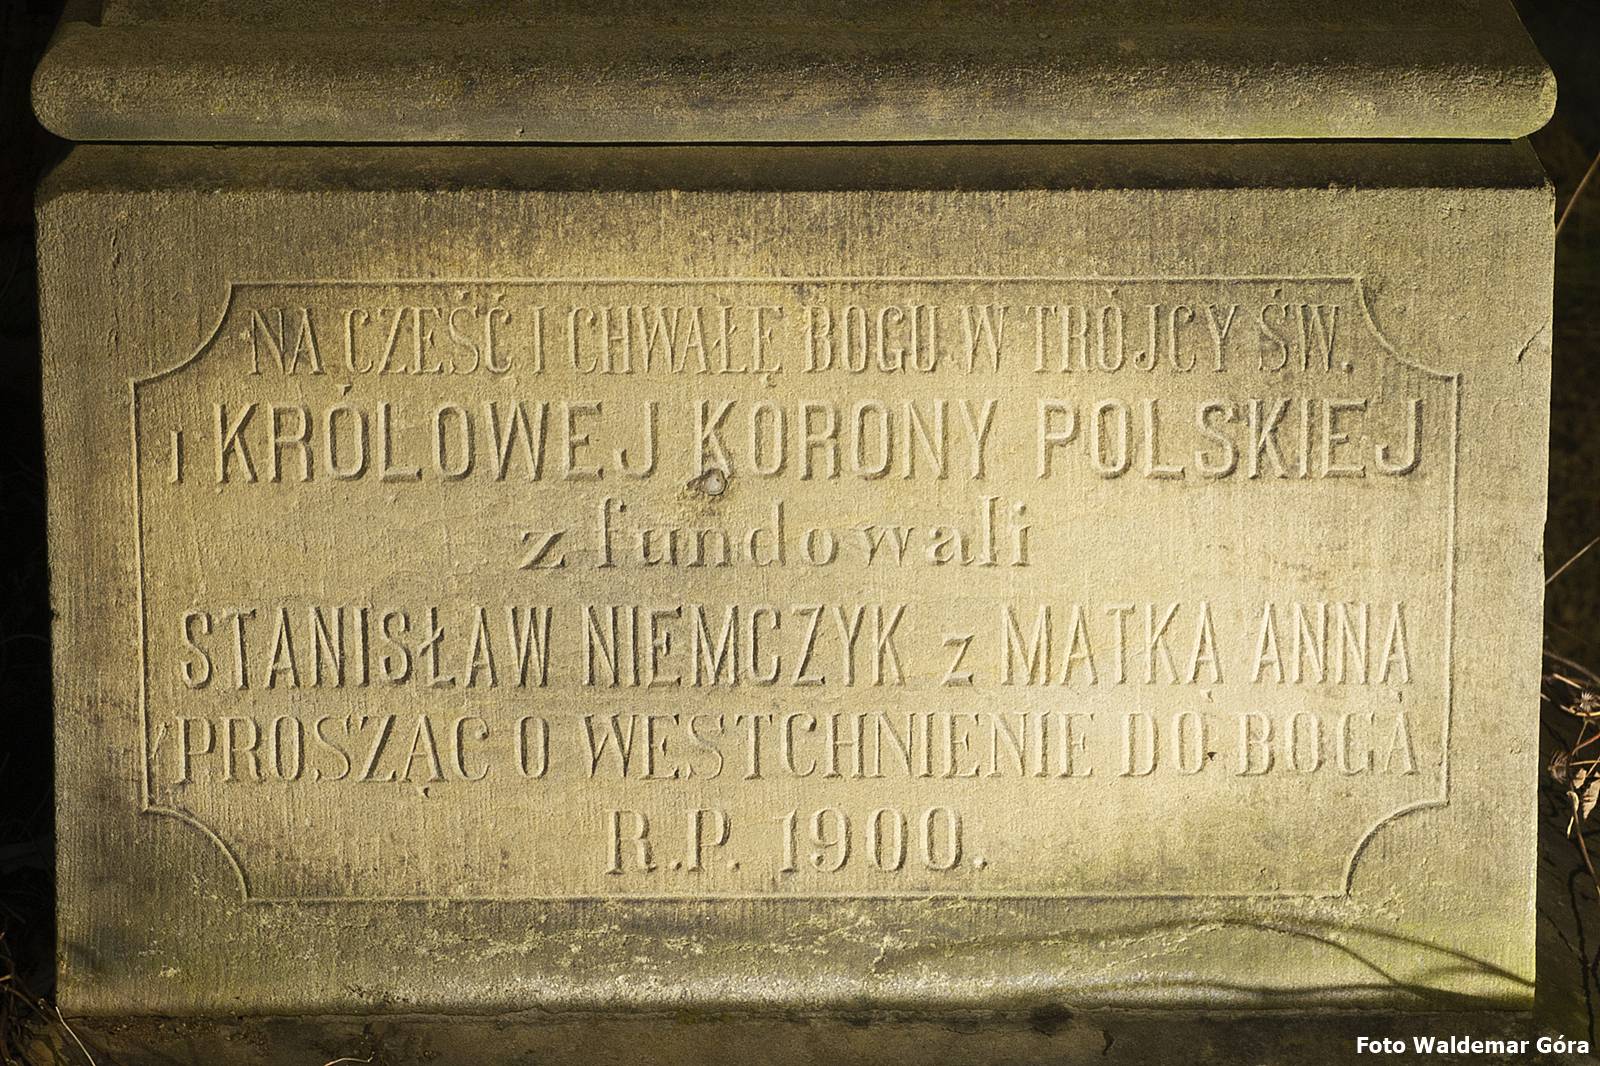 NA CZEŚĆ I CHWAŁĘ BOGU W TRÓJCY ŚW.
I KRÓLOWEJ KORONY POLSKIEJ
z fundowali
STANISŁAW NIEMCZYK z MATKĄ ANNĄ
PROSZĄC O WESTCHNIENIE DO BOGA
R.P. 1900.
Foto Waldemar Góra